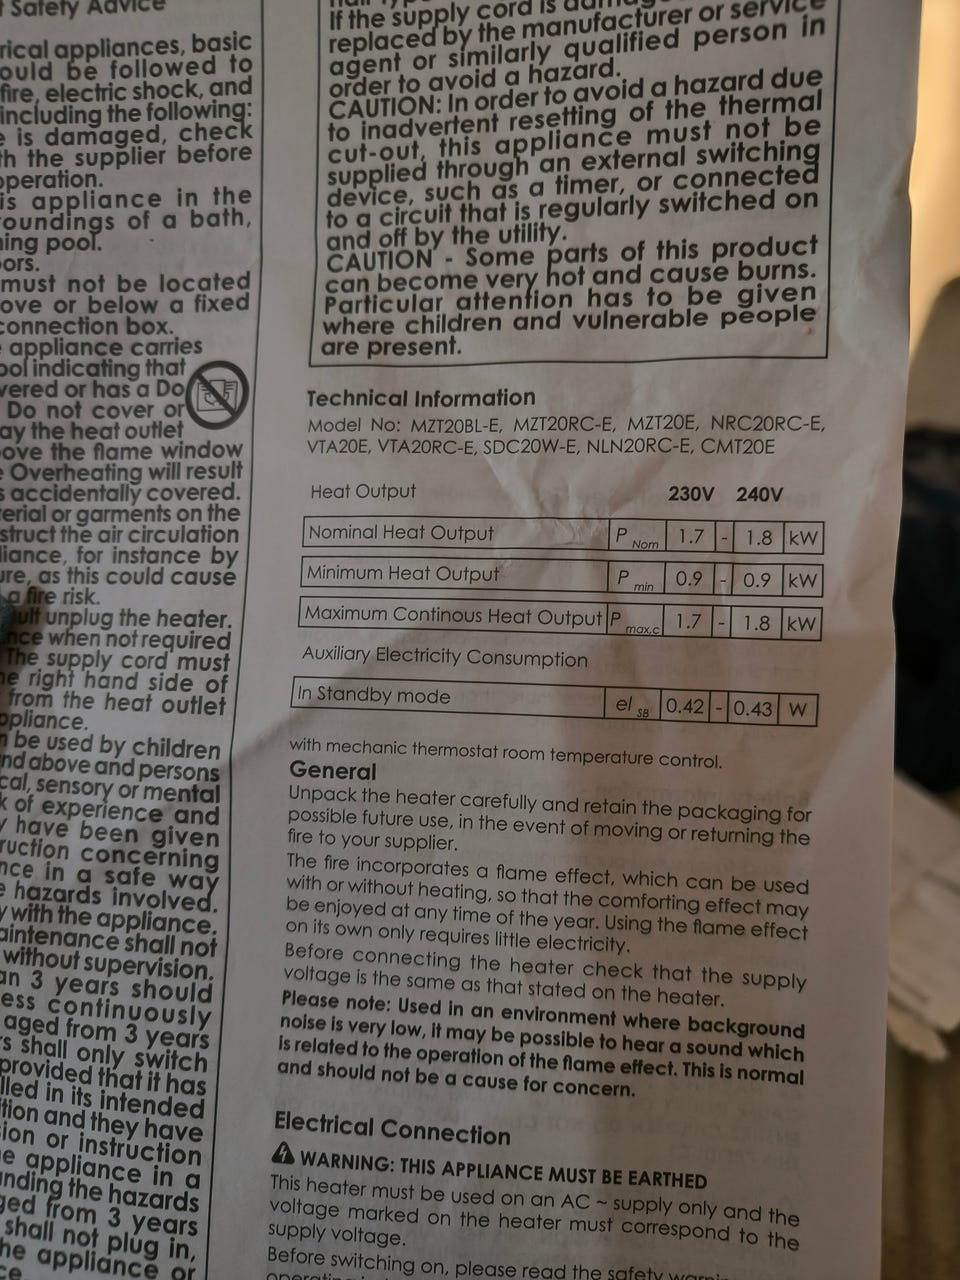 Safety Advice
rical appliances, basic
ould be followed to
fire, electric shock, and
including the following:
e is damaged, check
th the supplier before
operation.
is appliance in the
roundings of a bath,
ning pool.
ors.
must not be located
ove or below a fixed
connection box.
appliance carries
ool indicating that
vered or has a Do
Do not cover or
ay the heat outlet
ove the flame window
Overheating will result
s accidentally covered.
erial or garments on the
struct the air circulation
liance, for instance by
ure, as this could cause
a fire risk.
ult unplug the heater.
nce when not required
The supply cord must
he right hand side of
from the heat outlet
ppliance.
n be used by children
nd above and persons
cal, sensory or mental
k of experience and
y have been given
ruction concerning
nce in a safe way
e hazards involved.
y with the appliance.
aintenance shall not
without supervision.
an 3 years should
ess continuously
aged from 3 years
rs shall only switch
provided that it has
lled in its intended
ition and they have
sion or instruction
e appliance in a
anding the hazards
ged from 3 years
shall not plug in,
he appliance or
ce.
If the supply cord is damaged
replaced by the manufacturer or service
agent or similarly qualified person in
order to avoid a hazard.
CAUTION: In order to avoid a hazard due
to inadvertent resetting of the thermal
cut-out, this appliance must not be
supplied through an external switching
device, such as a timer, or connected
to a circuit that is regularly switched on
and off by the utility.
CAUTION - Some parts of this product
can become very hot and cause burns.
Particular attention has to be given
where children and vulnerable people
are present.
Technical Information
Model No: MZT20BL-E, MZT20RC-E, MZT20E, NRC20RC-E,
VTA20E, VTA20RC-E, SDC20W-E, NLN20RC-E, CMT20E
Heat Output 230V 240V
Nominal Heat Output P Nom 1.7 - 1.8 kW
Minimum Heat Output P min 0.9 - 0.9 kW
Maximum Continous Heat Output P max,c 1.7 - 1.8 kW
Auxiliary Electricity Consumption
In Standby mode el SB 0.42 - 0.43 W
with mechanic thermostat room temperature control.
General
Unpack the heater carefully and retain the packaging for
possible future use, in the event of moving or returning the
fire to your supplier.
The fire incorporates a flame effect, which can be used
with or without heating, so that the comforting effect may
be enjoyed at any time of the year. Using the flame effect
on its own only requires little electricity.
Before connecting the heater check that the supply
voltage is the same as that stated on the heater.
Please note: Used in an environment where background
noise is very low, it may be possible to hear a sound which
is related to the operation of the flame effect. This is normal
and should not be a cause for concern.
Electrical Connection
WARNING: THIS APPLIANCE MUST BE EARTHED
This heater must be used on an AC ~ supply only and the
voltage marked on the heater must correspond to the
supply voltage.
Before switching on, please read the safety warnin